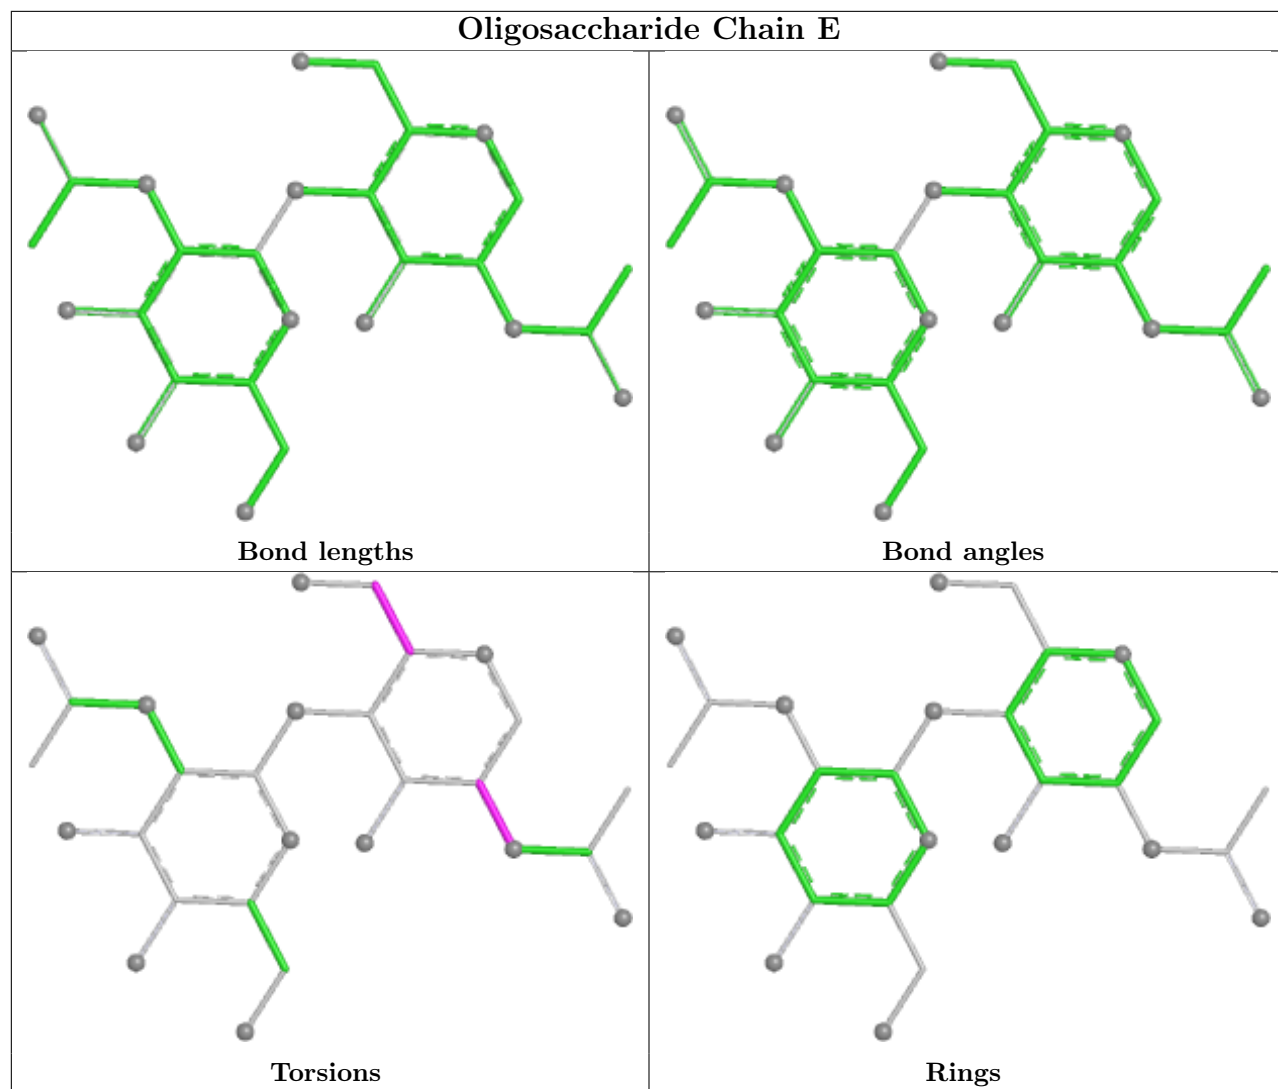 Oligosaccharide Chain E
Bond lengths
Bond angles
Torsions
Rings